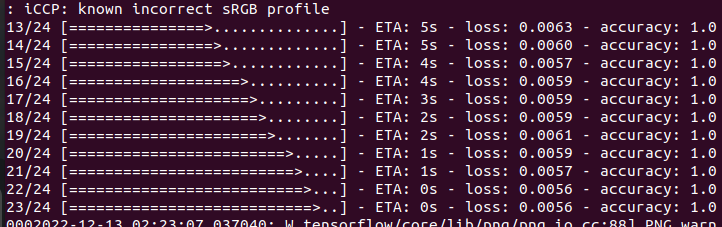 : iCCP: known incorrect sRGB profile
13/24 [===============>..............] - ETA: 5s - loss: 0.0063 - accuracy: 1.0
14/24 [================>.............] - ETA: 5s - loss: 0.0060 - accuracy: 1.0
15/24 [=================>............] - ETA: 4s - loss: 0.0057 - accuracy: 1.0
16/24 [===================>..........] - ETA: 4s - loss: 0.0059 - accuracy: 1.0
17/24 [====================>.........] - ETA: 3s - loss: 0.0059 - accuracy: 1.0
18/24 [=====================>........] - ETA: 2s - loss: 0.0059 - accuracy: 1.0
19/24 [======================>.......] - ETA: 2s - loss: 0.0061 - accuracy: 1.0
20/24 [========================>.....] - ETA: 1s - loss: 0.0059 - accuracy: 1.0
21/24 [=========================>....] - ETA: 1s - loss: 0.0057 - accuracy: 1.0
22/24 [==========================>...] - ETA: 0s - loss: 0.0056 - accuracy: 1.0
23/24 [===========================>..] - ETA: 0s - loss: 0.0056 - accuracy: 1.0
0002022-12-13 02:23:07.037040: W tensorflow/core/lib/png/png_io.cc:88] PNG warn